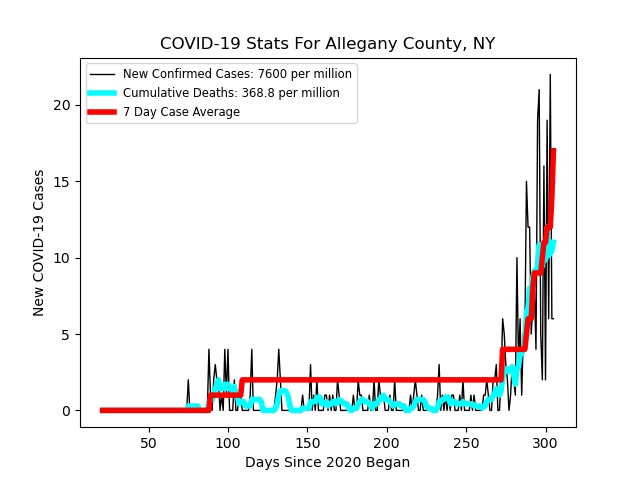 COVID-19 Stats For Allegany County, NY
New Confirmed Cases: 7600 per million
Cumulative Deaths: 368.8 per million
7 Day Case Average
New COVID-19 Cases
20
15
10
5
0
50 100 150 200 250 300
Days Since 2020 Began